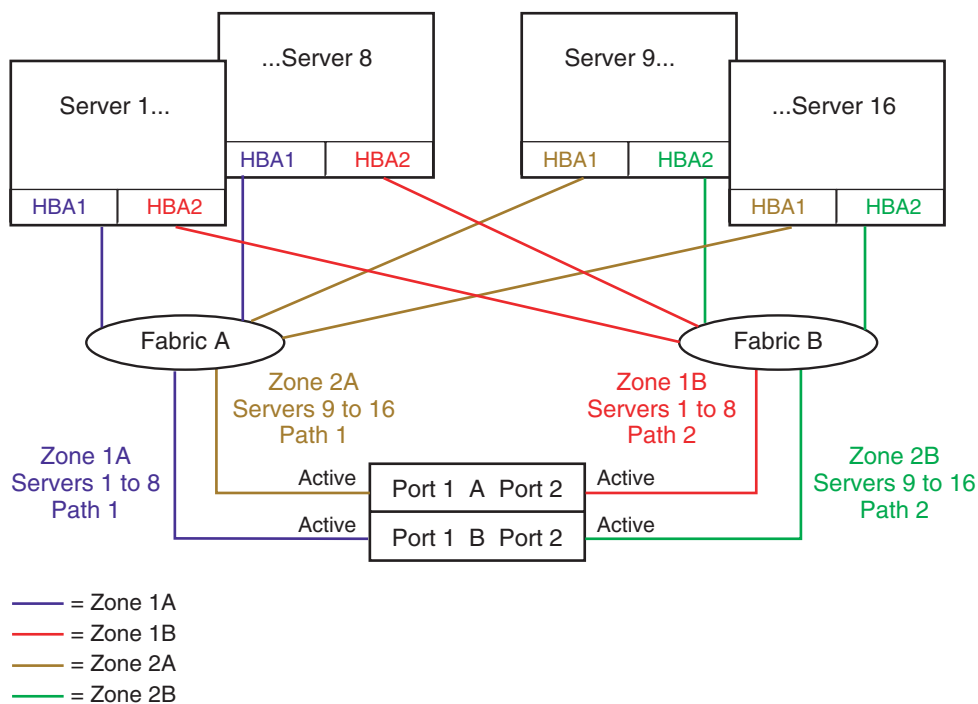 ...Server 8
Server 9...
Server 1...
...Server 16
HBA1 HBA2
HBA1 HBA2
HBA1 HBA2
HBA1 HBA2
Fabric A
Fabric B
Zone 2A
Servers 9 to 16
Path 1
Zone 1B
Servers 1 to 8
Path 2
Zone 1A
Servers 1 to 8
Path 1
Zone 2B
Servers 9 to 16
Path 2
Active
Port 1 A Port 2
Active
Active
Port 1 B Port 2
Active
= Zone 1A
= Zone 1B
= Zone 2A
= Zone 2B